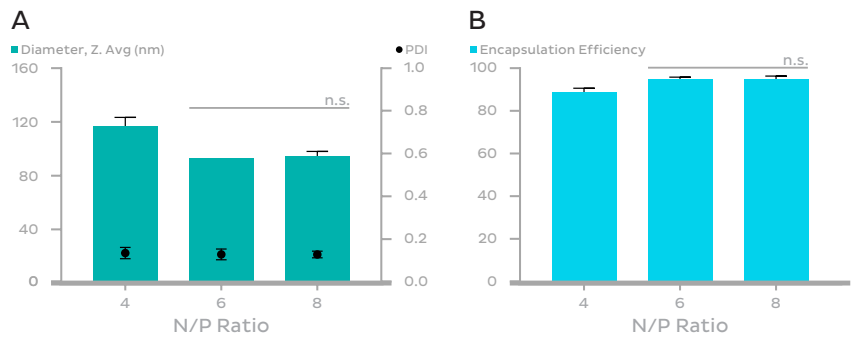 A
Diameter, Z. Avg (nm)
PDI
160
120
80
40
0
1.0
0.8
0.6
0.4
0.2
0.0
n.s.
4
6
8
N/P Ratio
B
Encapsulation Efficiency
100
80
60
40
20
0
n.s.
4
6
8
N/P Ratio